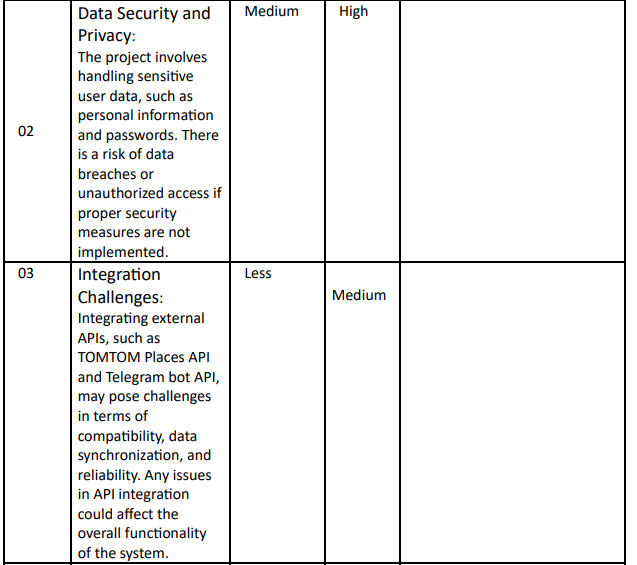 02
Data Security and
Privacy:
The project involves
handling sensitive
user data, such as
personal information
and passwords. There
is a risk of data
breaches or
unauthorized access if
proper security
measures are not
implemented.
Medium
High
03
Integration
Challenges:
Integrating external
APIs, such as
TOMTOM Places API
and Telegram bot API,
may pose challenges
in terms of
compatibility, data
synchronization, and
reliability. Any issues
in API integration
could affect the
overall functionality
of the system.
Less
Medium